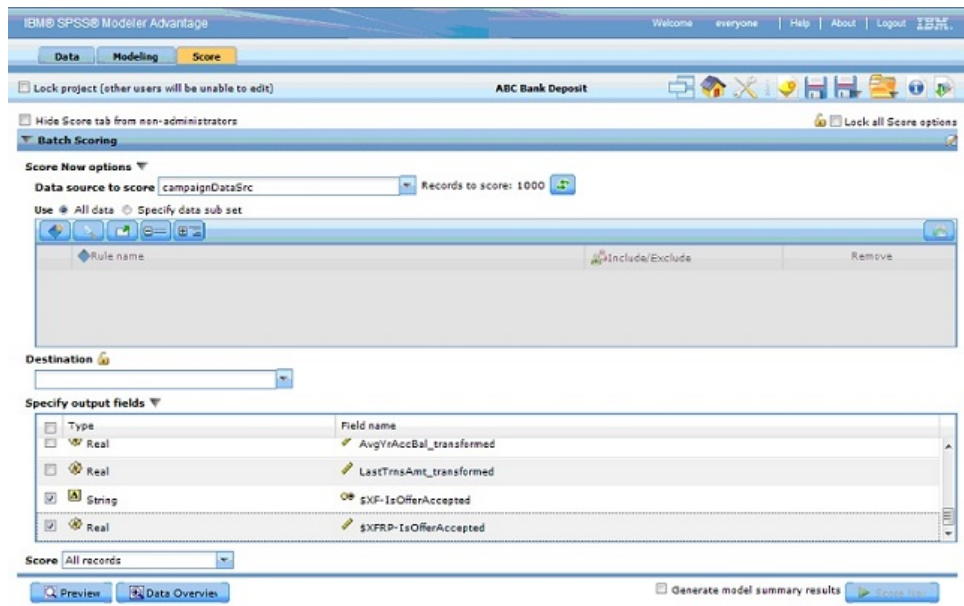 IBM® SPSS® Modeler Advantage
Welcome everyone | Help | About | Logout IBM.
Data Modeling Score
Lock project (other users will be unable to edit) ABC Bank Deposit
Hide Score tab from non-administrators Lock all Score options
Batch Scoring
Score Now options
Data source to score campaignDataSrc Records to score: 1000
Use All data Specify data sub set
Rule name Include/Exclude Remove
Destination
Specify output fields
Type Field name
Real AvgYrAccBal_transformed
Real LastTrnsAmt_transformed
String $XF-IsOfferAccepted
Real $XFRP-IsOfferAccepted
Score All records
Preview Data Overview Generate model summary results Score Now